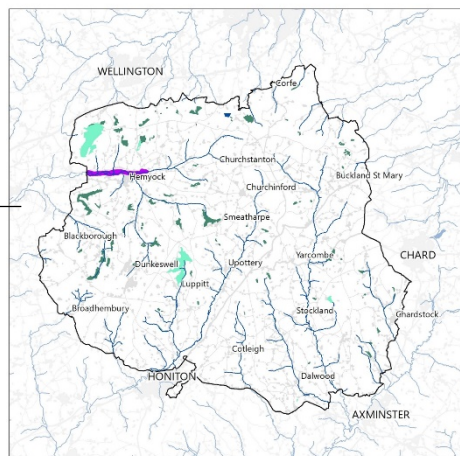 WELLINGTON
Corfe
Churchstanton
Hemyock
Buckland St Mary
Churchinford
Smeatharpe
Blackborough
CHARD
Yarcombe
Dunkeswell
Upottery
Luppitt
Broadhembury
Stockland
Chardstock
Cotleigh
HONITON
Dalwood
AXMINSTER